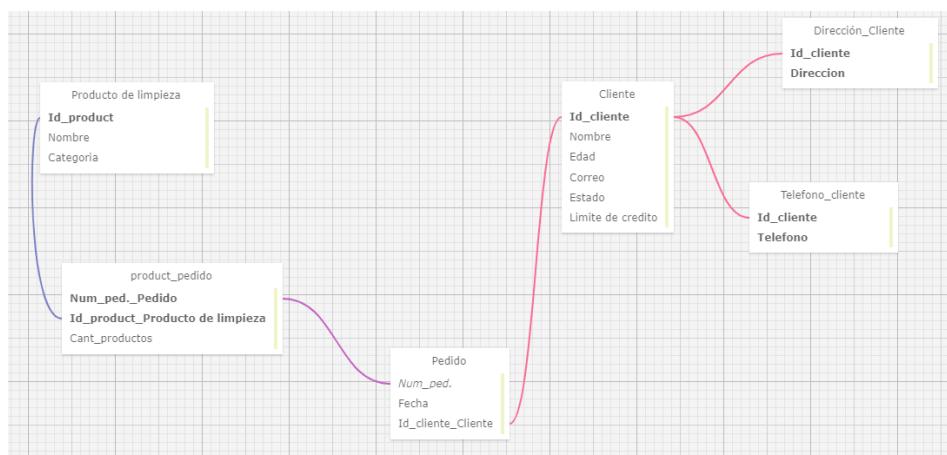 Dirección_Cliente
Id_cliente
Direccion
Producto de limpieza
Id_product
Nombre
Categoria
Cliente
Id_cliente
Nombre
Edad
Correo
Estado
Limite de credito
Telefono_cliente
Id_cliente
Telefono
product_pedido
Num_ped._Pedido
Id_product_Producto de limpieza
Cant_productos
Pedido
Num_ped.
Fecha
Id_cliente_Cliente